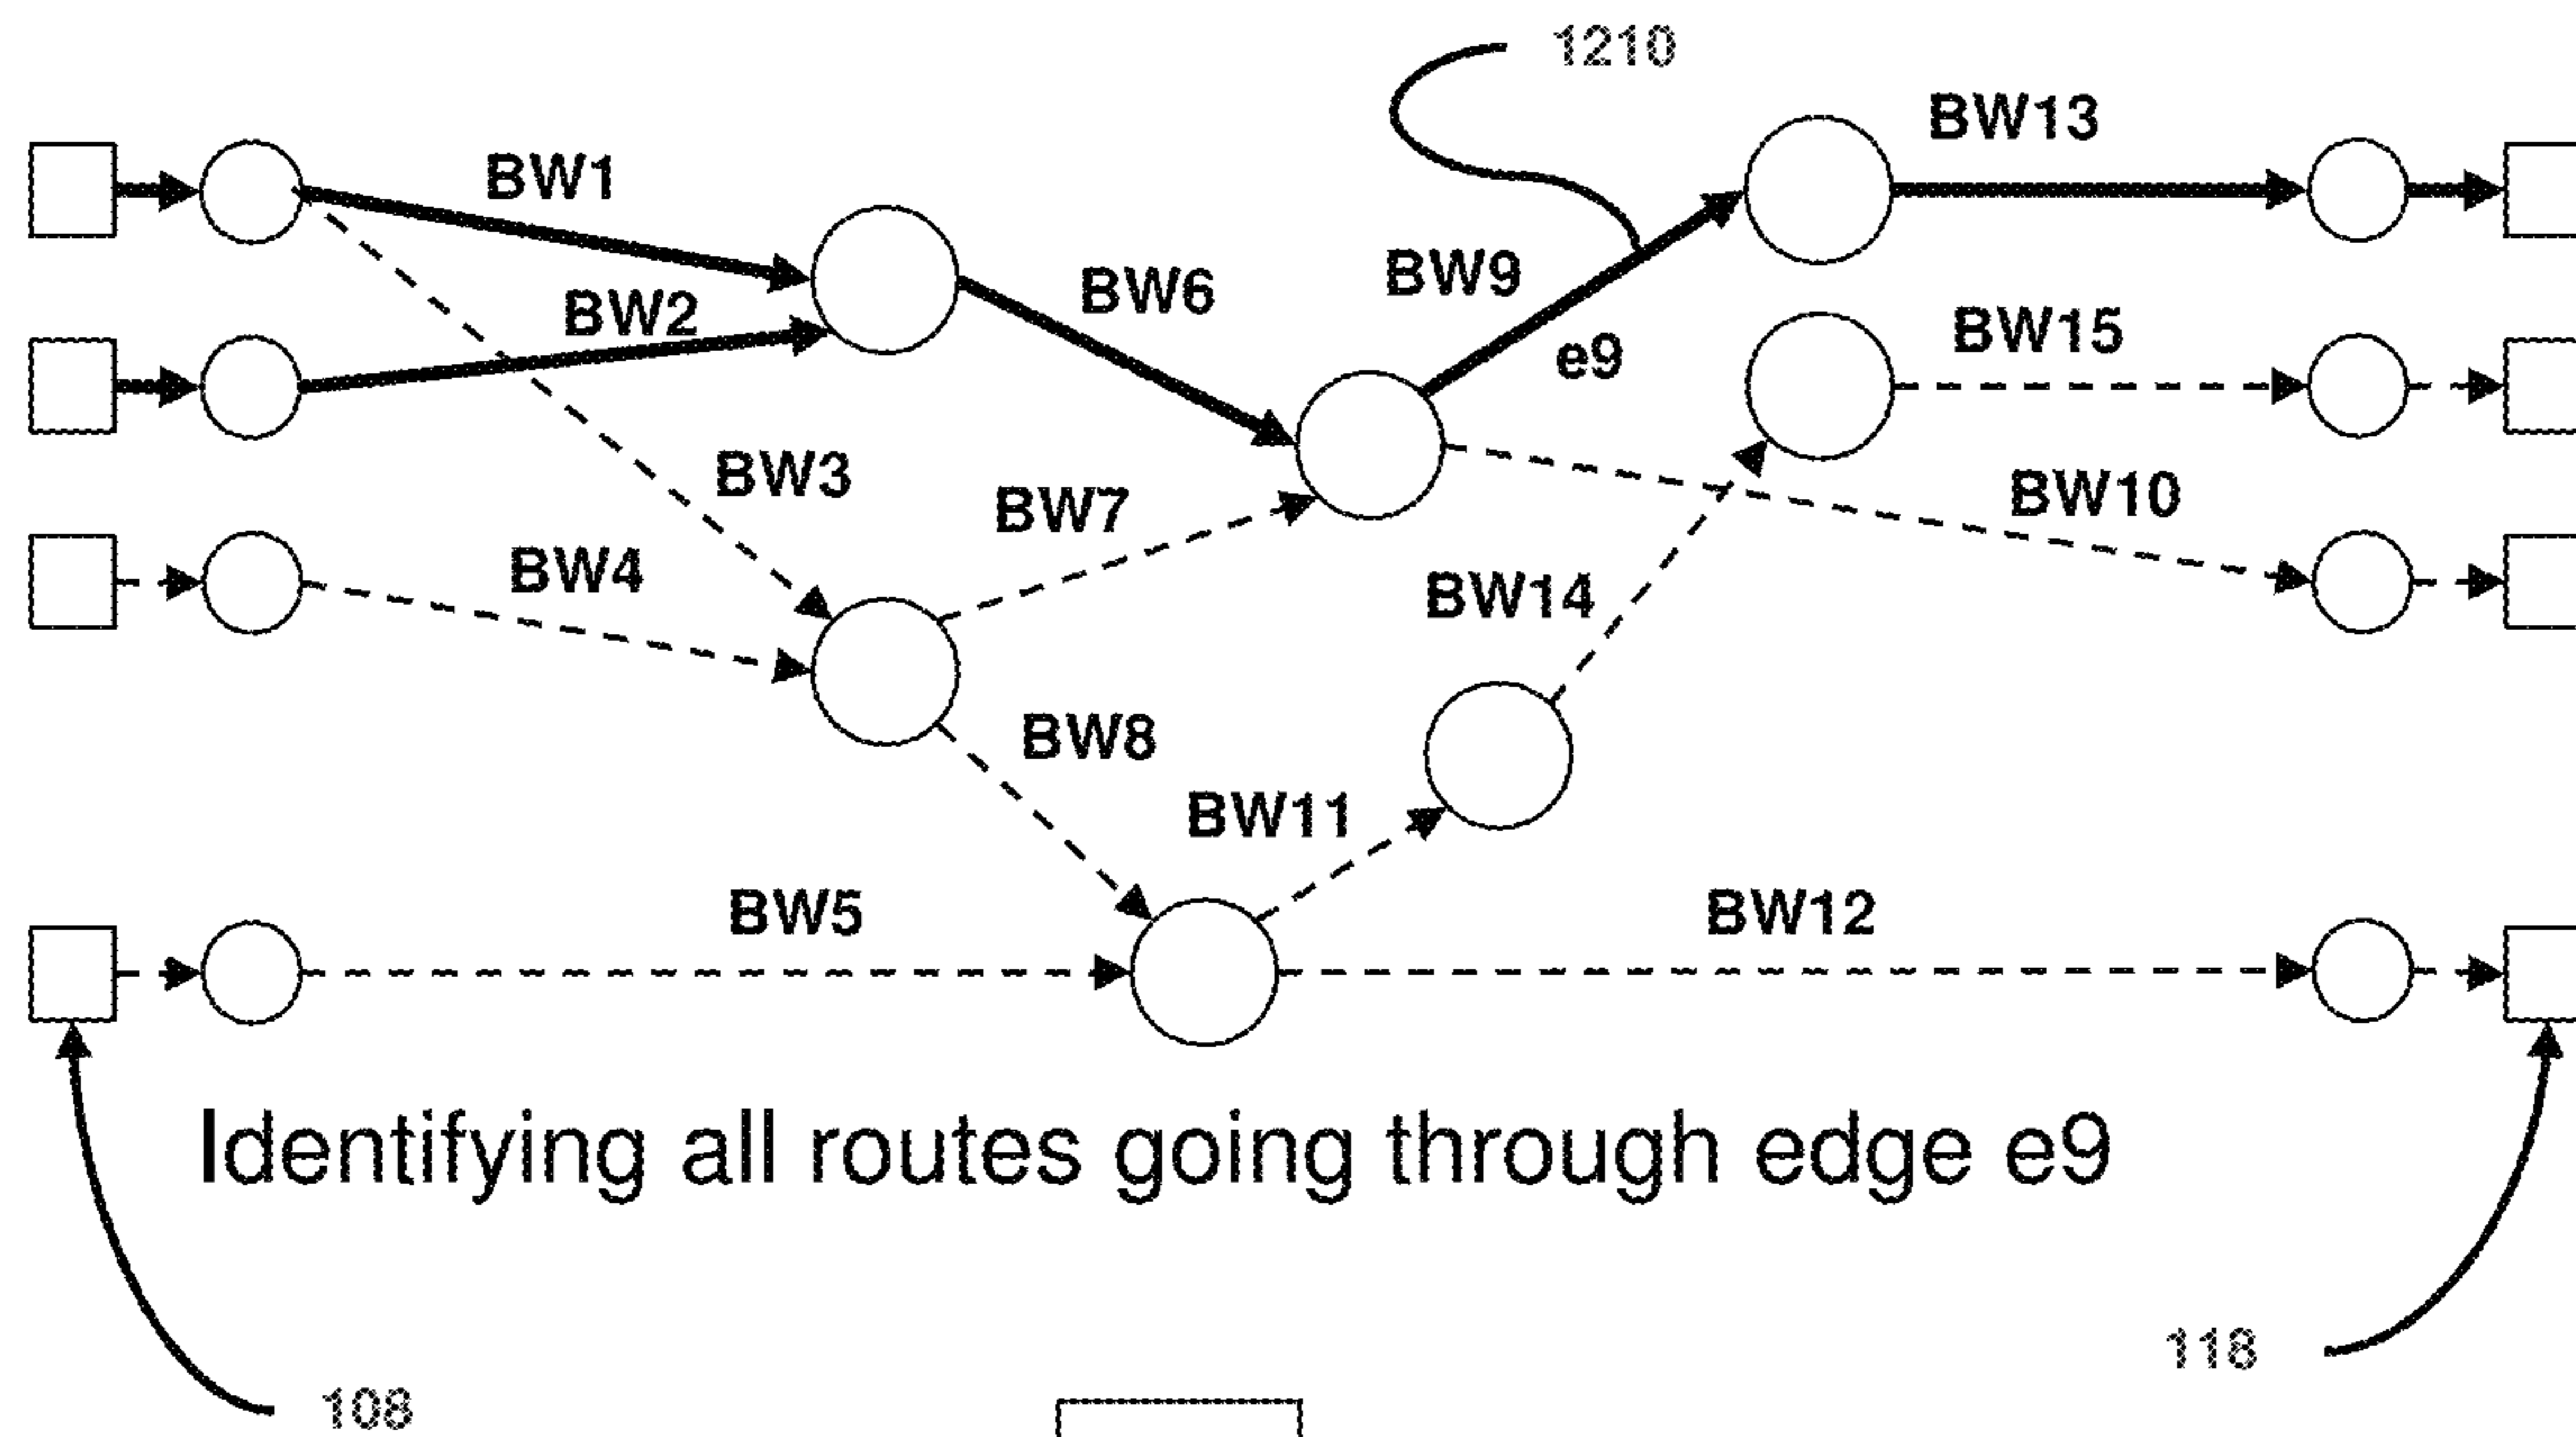 1210
BW13
BW1
BW9
BW6
BW2
BW15
e9
BW3
BW10
BW7
BW4
BW14
BW8
BW11
BW5
BW12
Identifying all routes going through edge e9
118
108